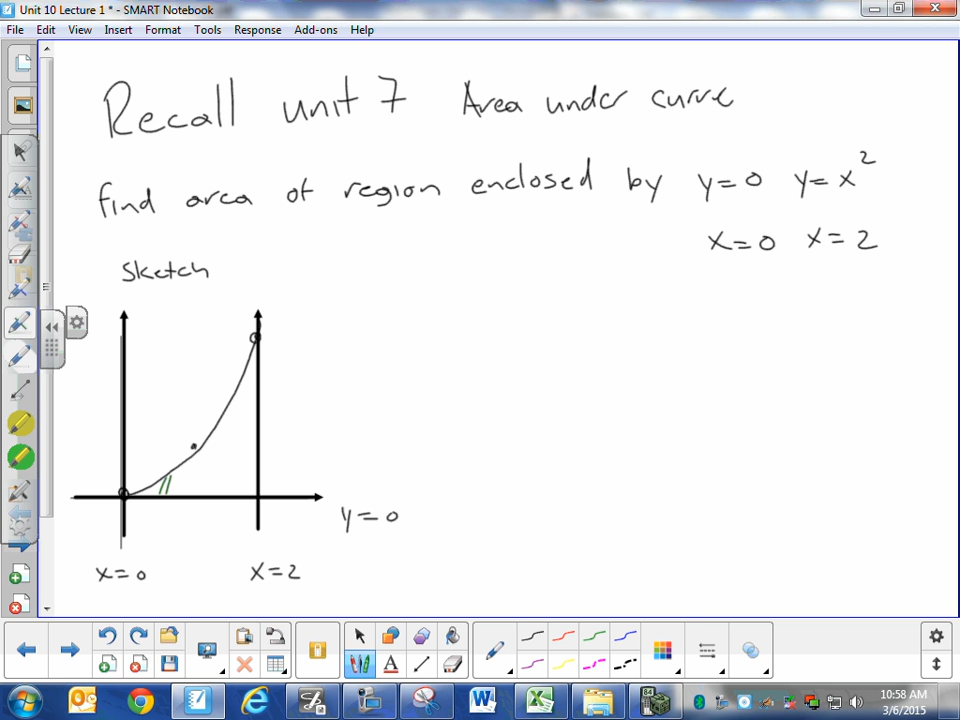 Unit 10 Lecture 1 * - SMART Notebook
File Edit View Insert Format Tools Response Add-ons Help
Recall unit 7 Area under curve
find area of region enclosed by y=0 y=x²
x=0 x=2
Sketch
y=0
x=0 x=2
10:58 AM
3/6/2015